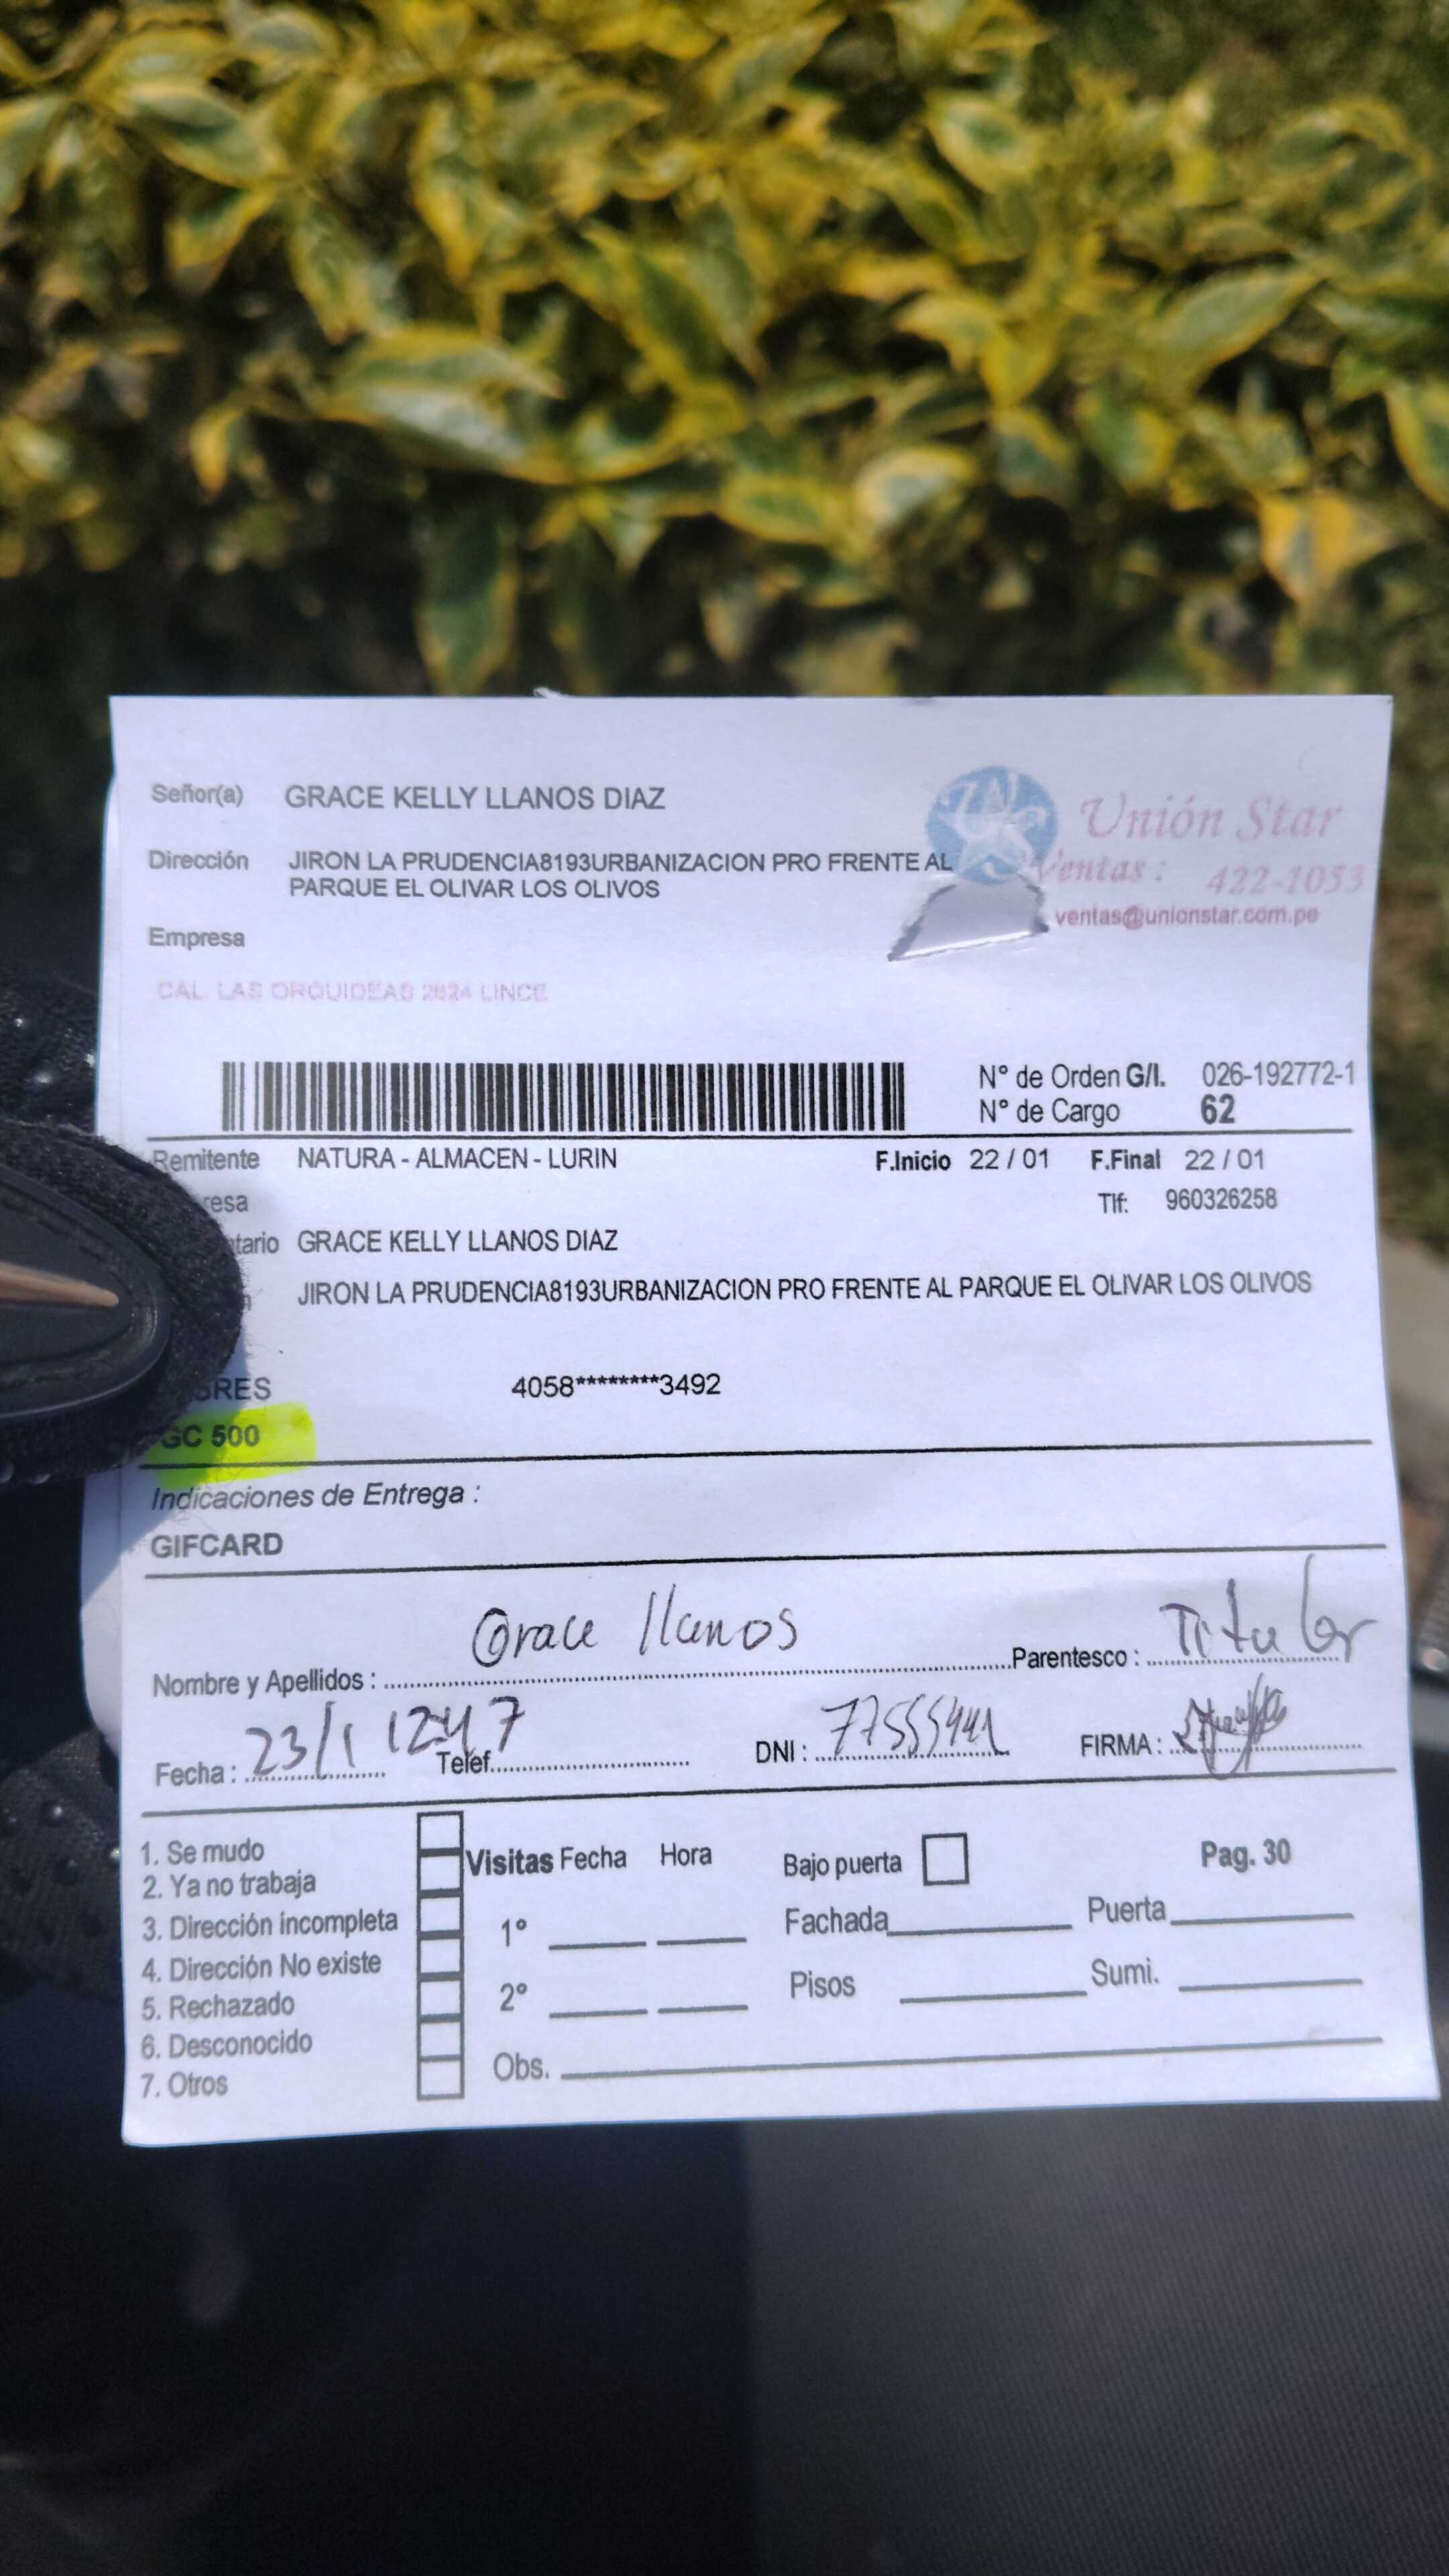 Señor(a) GRACE KELLY LLANOS DIAZ
Unión Star
Dirección JIRON LA PRUDENCIA8193URBANIZACION PRO FRENTE AL
PARQUE EL OLIVAR LOS OLIVOS
Ventas : 422-1053
ventas@unionstar.com.pe
Empresa
CAL LAS ORQUIDEAS 2624 LINCE
N° de Orden G/I. 026-192772-1
N° de Cargo 62
Remitente NATURA - ALMACEN - LURIN F.Inicio 22 / 01 F.Final 22 / 01
resa Tlf: 960326258
tario GRACE KELLY LLANOS DIAZ
JIRON LA PRUDENCIA8193URBANIZACION PRO FRENTE AL PARQUE EL OLIVAR LOS OLIVOS
BRES 4058********3492
GC 500
Indicaciones de Entrega :
GIFCARD
Nombre y Apellidos : Grace llanos Parentesco : Titular
Fecha : 23/1 1247 Telef. DNI : 77555441 FIRMA :
1. Se mudo
2. Ya no trabaja
3. Dirección incompleta
4. Dirección No existe
5. Rechazado
6. Desconocido
7. Otros
Visitas Fecha Hora
1°
2°
Obs.
Bajo puerta Pag. 30
Fachada Puerta
Pisos Sumi.